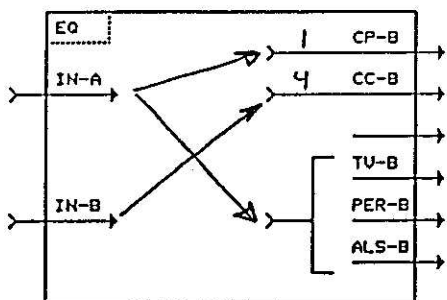 EQ
1 CP-B
IN-A 4 CC-B
TV-B
IN-B PER-B
ALS-B